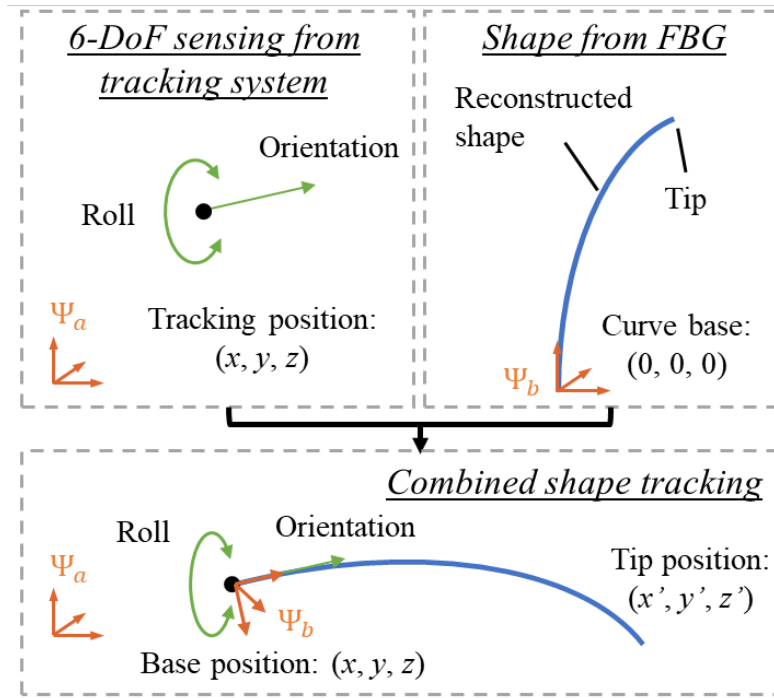 6-DoF sensing from
tracking system
Orientation
Roll
Ψa
Tracking position:
(x, y, z)
Shape from FBG
Reconstructed
shape
Tip
Curve base:
(0, 0, 0)
Ψb
Combined shape tracking
Roll
Orientation
Ψa
Tip position:
(x’, y’, z’)
Ψb
Base position: (x, y, z)